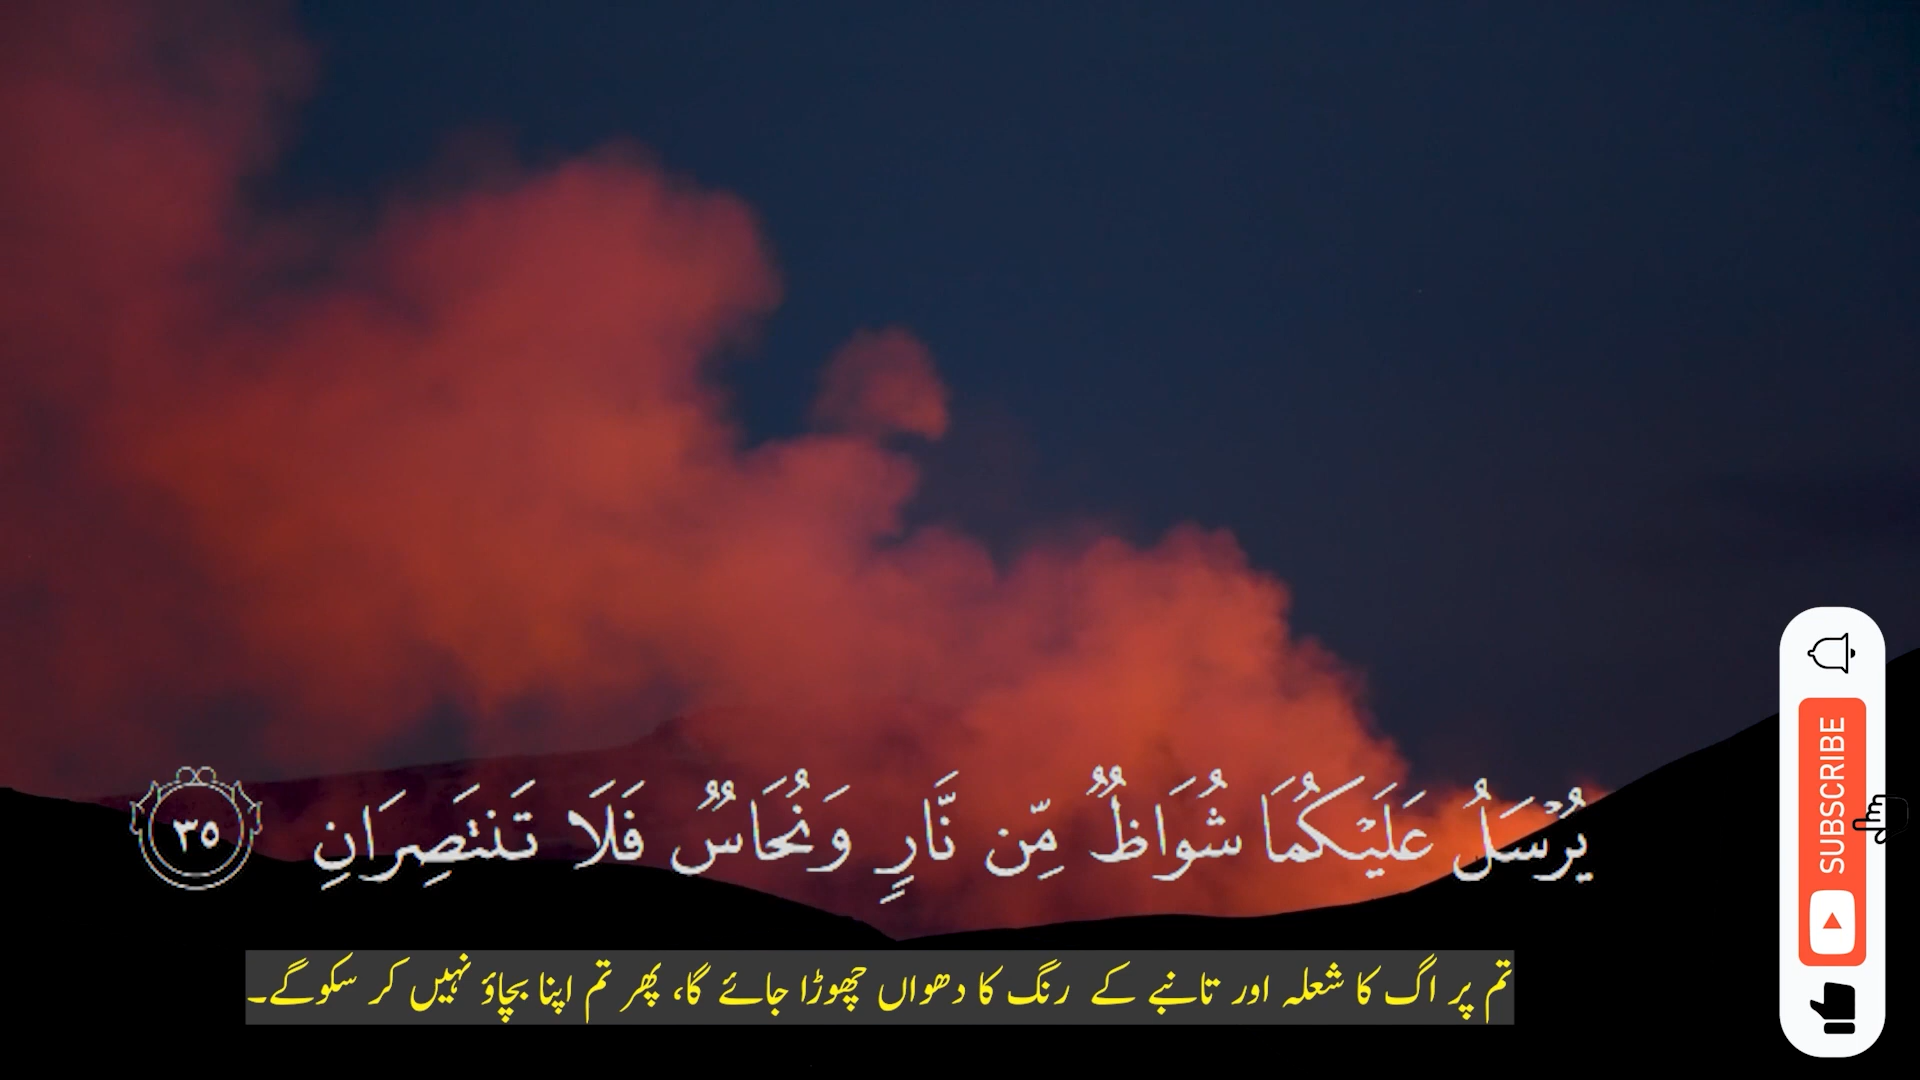 يُرْسَلُ عَلَيْكُمَا شُوَاظٌ مِّن نَّارٍ وَنُحَاسٌ فَلَا تَنتَصِرَانِ ٣٥
تم پر اگ کا شعلہ اور تانبے کے رنگ کا دھواں چھوڑا جائے گا، پھر تم اپنا بچاؤ نہیں کر سکوگے۔
SUBSCRIBE